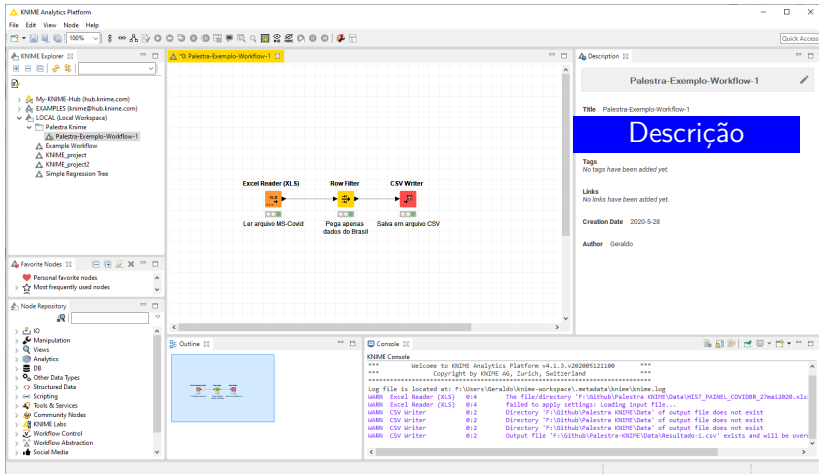 KNIME Analytics Platform
File Edit View Node Help
100%
Quick Access
KNIME Explorer
My-KNIME-Hub (hub.knime.com)
EXAMPLES (knime@hub.knime.com)
LOCAL (Local Workspace)
Palestra Knime
Palestra-Exemplo-Workflow-1
Example Workflow
KNIME_project
KNIME_project2
Simple Regression Tree
Favorite Nodes
Personal favorite nodes
Most frequently used nodes
Node Repository
IO
Manipulation
Views
Analytics
DB
Other Data Types
Structured Data
Scripting
Tools & Services
Community Nodes
KNIME Labs
Workflow Control
Workflow Abstraction
Social Media
*0: Palestra-Exemplo-Workflow-1
Excel Reader (XLS)
XLS
Ler arquivo MS-Covid
Row Filter
Pega apenas
dados do Brasil
CSV Writer
Salva em arquivo CSV
Outline
Console
KNIME Console
*** Welcome to KNIME Analytics Platform v4.1.3.v202005121100 ***
*** Copyright by KNIME AG, Zurich, Switzerland ***
Log file is located at: F:\Users\Geraldo\knime-workspace\.metadata\knime\knime.log
WARN Excel Reader (XLS) 0:4 The file/directory 'F:\Github\Palestra KNIME\Data\HIST_PAINEL_COVIDBR_27mai2020.xls
WARN Excel Reader (XLS) 0:4 failed to apply settings: Loading input file...
WARN CSV Writer 0:2 Directory 'F:\Github\Palestra KNIME\Data' of output file does not exist
WARN CSV Writer 0:2 Directory 'F:\Github\Palestra KNIME\Data' of output file does not exist
WARN CSV Writer 0:2 Directory 'F:\Github\Palestra KNIME\Data' of output file does not exist
WARN CSV Writer 0:2 Output file 'F:\Github\Palestra-KNIME\Data\Resultado-1.csv' exists and will be over
Description
Palestra-Exemplo-Workflow-1
Title Palestra-Exemplo-Workflow-1
Descrição
Tags
No tags have been added yet.
Links
No links have been added yet.
Creation Date 2020-5-28
Author Geraldo